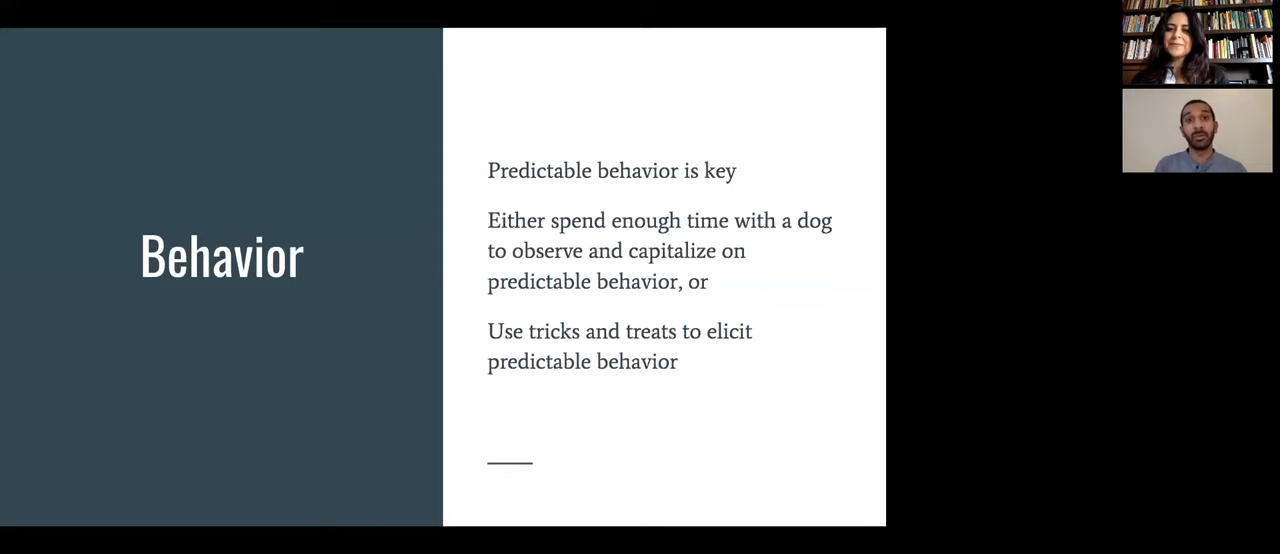 Behavior
Predictable behavior is key
Either spend enough time with a dog
to observe and capitalize on
predictable behavior, or
Use tricks and treats to elicit
predictable behavior